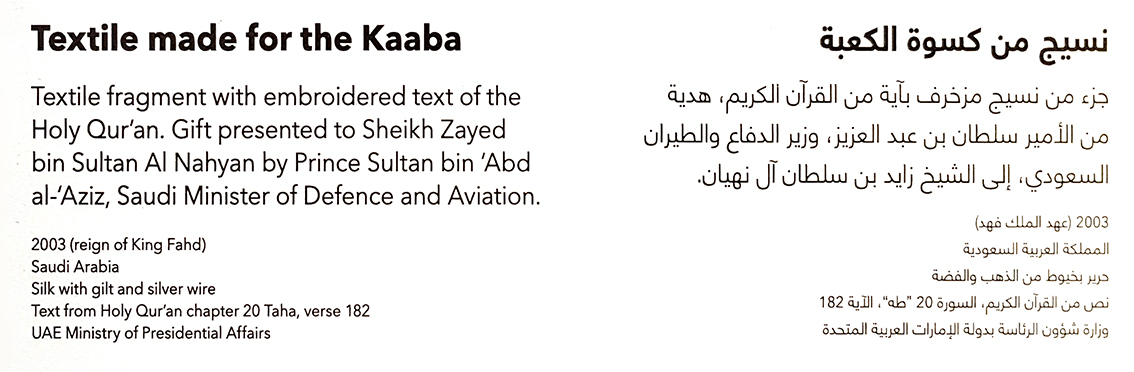 Textile made for the Kaaba
Textile fragment with embroidered text of the
Holy Qur’an. Gift presented to Sheikh Zayed
bin Sultan Al Nahyan by Prince Sultan bin ‘Abd
al-‘Aziz, Saudi Minister of Defence and Aviation.
2003 (reign of King Fahd)
Saudi Arabia
Silk with gilt and silver wire
Text from Holy Qur’an chapter 20 Taha, verse 182
UAE Ministry of Presidential Affairs
نسيج من كسوة الكعبة
جزء من نسيج مزخرف بآية من القرآن الكريم، هدية
من الأمير سلطان بن عبد العزيز، وزير الدفاع والطيران
السعودي، إلى الشيخ زايد بن سلطان آل نهيان.
2003 (عهد الملك فهد)
المملكة العربية السعودية
حرير بخيوط من الذهب والفضة
نص من القرآن الكريم، السورة 20 "طه"، الآية 182
وزارة شؤون الرئاسة بدولة الإمارات العربية المتحدة